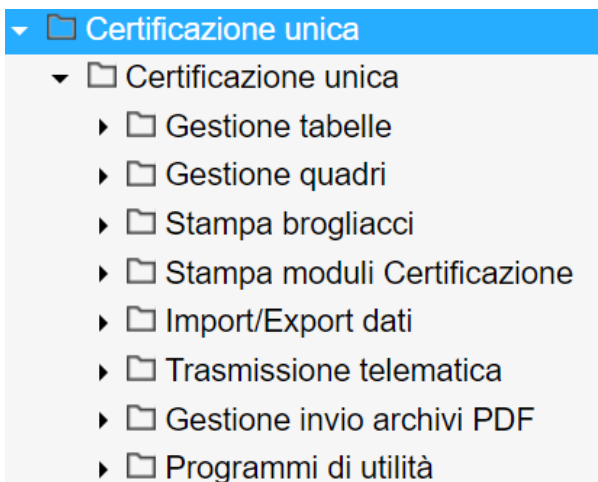 Certificazione unica
Certificazione unica
Gestione tabelle
Gestione quadri
Stampa brogliacci
Stampa moduli Certificazione
Import/Export dati
Trasmissione telematica
Gestione invio archivi PDF
Programmi di utilità